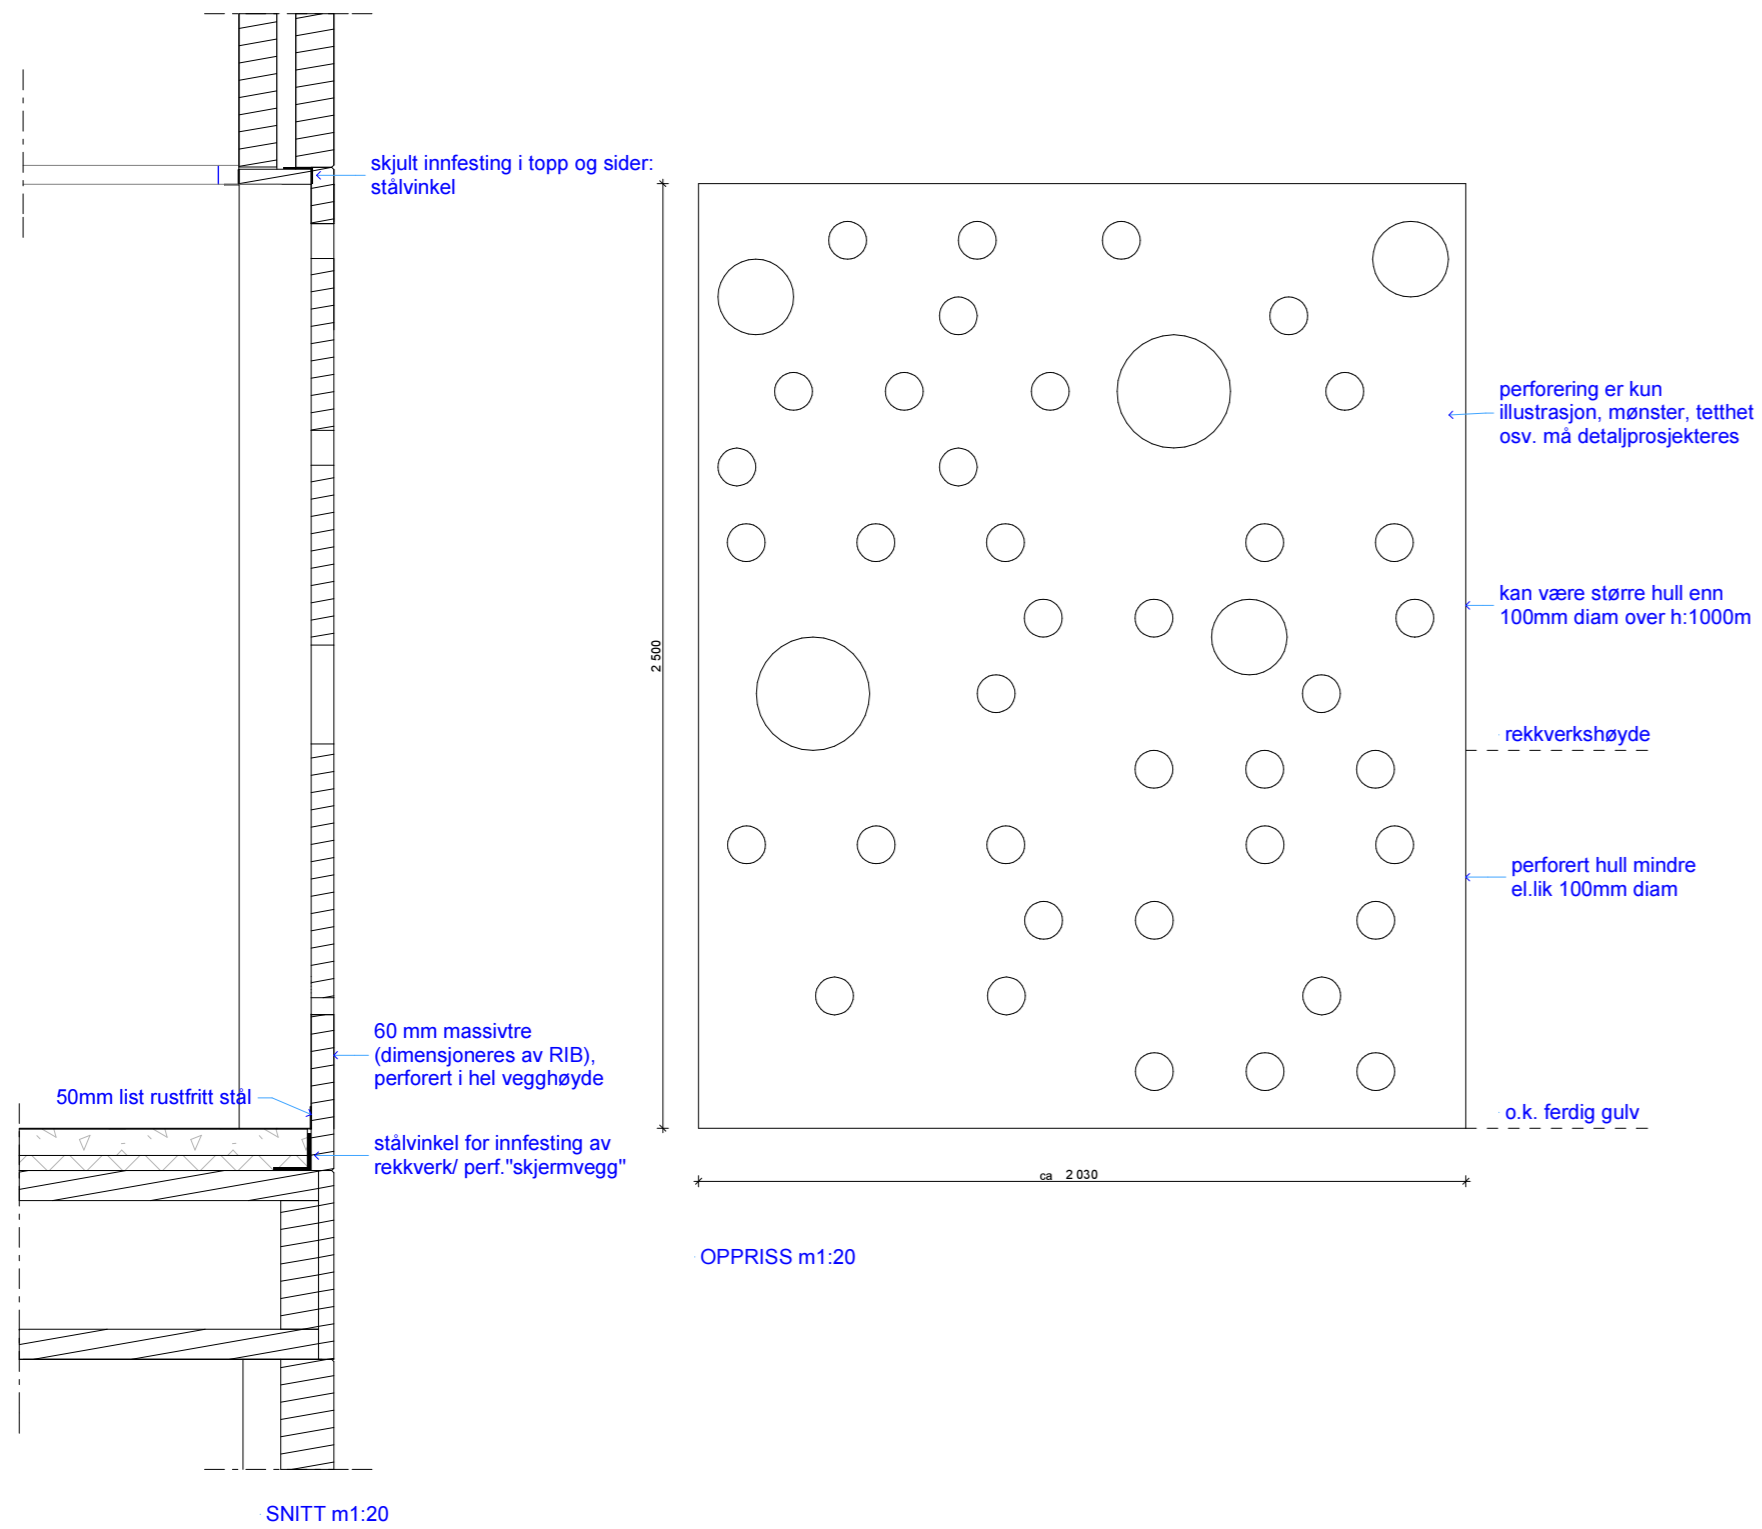 skjult innfesting i topp og sider:
stålvinkel
60 mm massivtre
(dimensjoneres av RIB),
perforert i hel vegghøyde
50mm list rustfritt stål
stålvinkel for innfesting av
rekkverk/ perf."skjermvegg"
SNITT m1:20
2 500
ca 2 030
OPPRISS m1:20
perforering er kun
illustrasjon, mønster, tetthet
osv. må detaljprosjekteres
kan være større hull enn
100mm diam over h:1000m
rekkverkshøyde
perforert hull mindre
el.lik 100mm diam
o.k. ferdig gulv